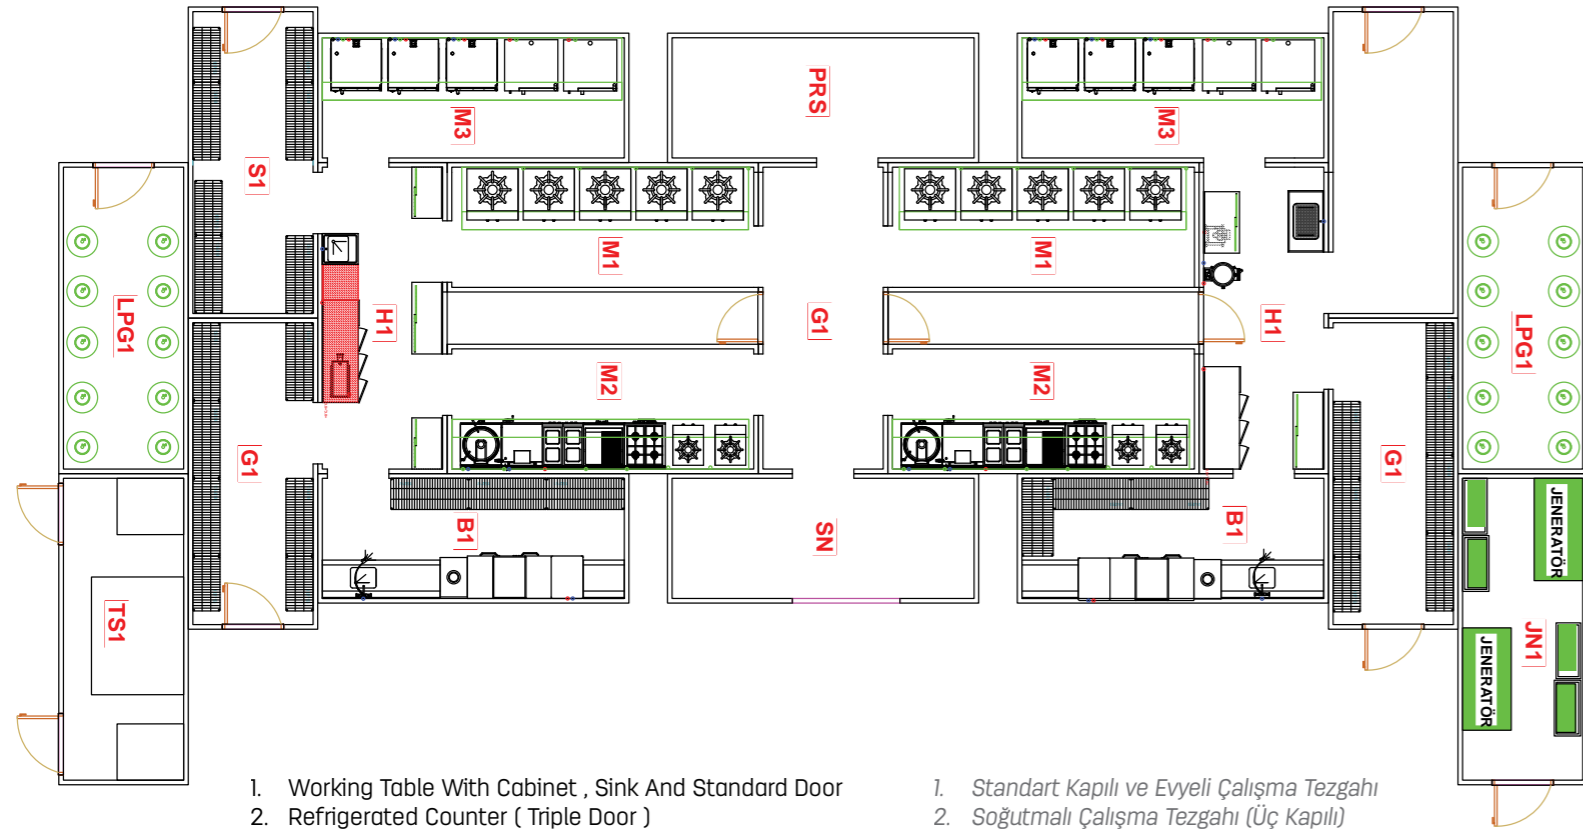 PRS
M3
M3
S1
M1
M1
LPG1
H1
G1
H1
LPG1
M2
M2
G1
G1
B1
SN
B1
JENERATÖR
TS1
JN1
JENERATÖR
1. Working Table With Cabinet , Sink And Standard Door
2. Refrigerated Counter ( Triple Door )
1. Standart Kapılı ve Evyeli Çalışma Tezgahı
2. Soğutmalı Çalışma Tezgahı (Üç Kapılı)